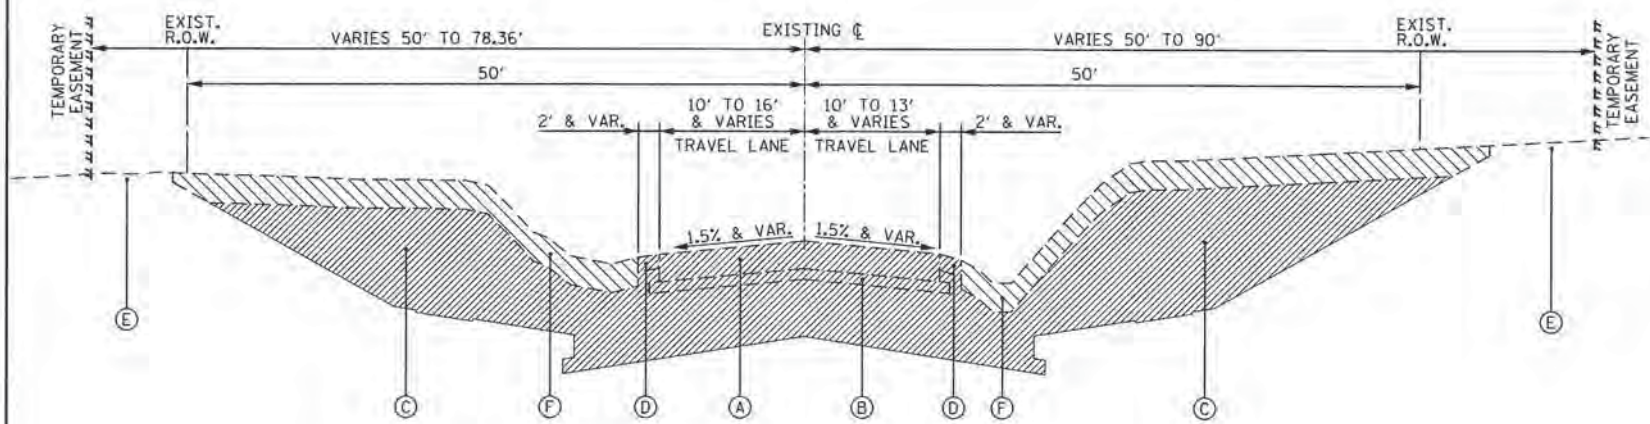 TEMPORARY
EASEMENT
EXIST.
R.O.W.
VARIES 50' TO 78.36'
EXISTING ℄
VARIES 50' TO 90'
EXIST.
R.O.W.
TEMPORARY
EASEMENT
50'
50'
2' & VAR.
10' TO 16'
& VARIES
TRAVEL LANE
10' TO 13'
& VARIES
TRAVEL LANE
2' & VAR.
1.5% & VAR.
1.5% & VAR.
E
E
C
F
D
A
B
D
F
C